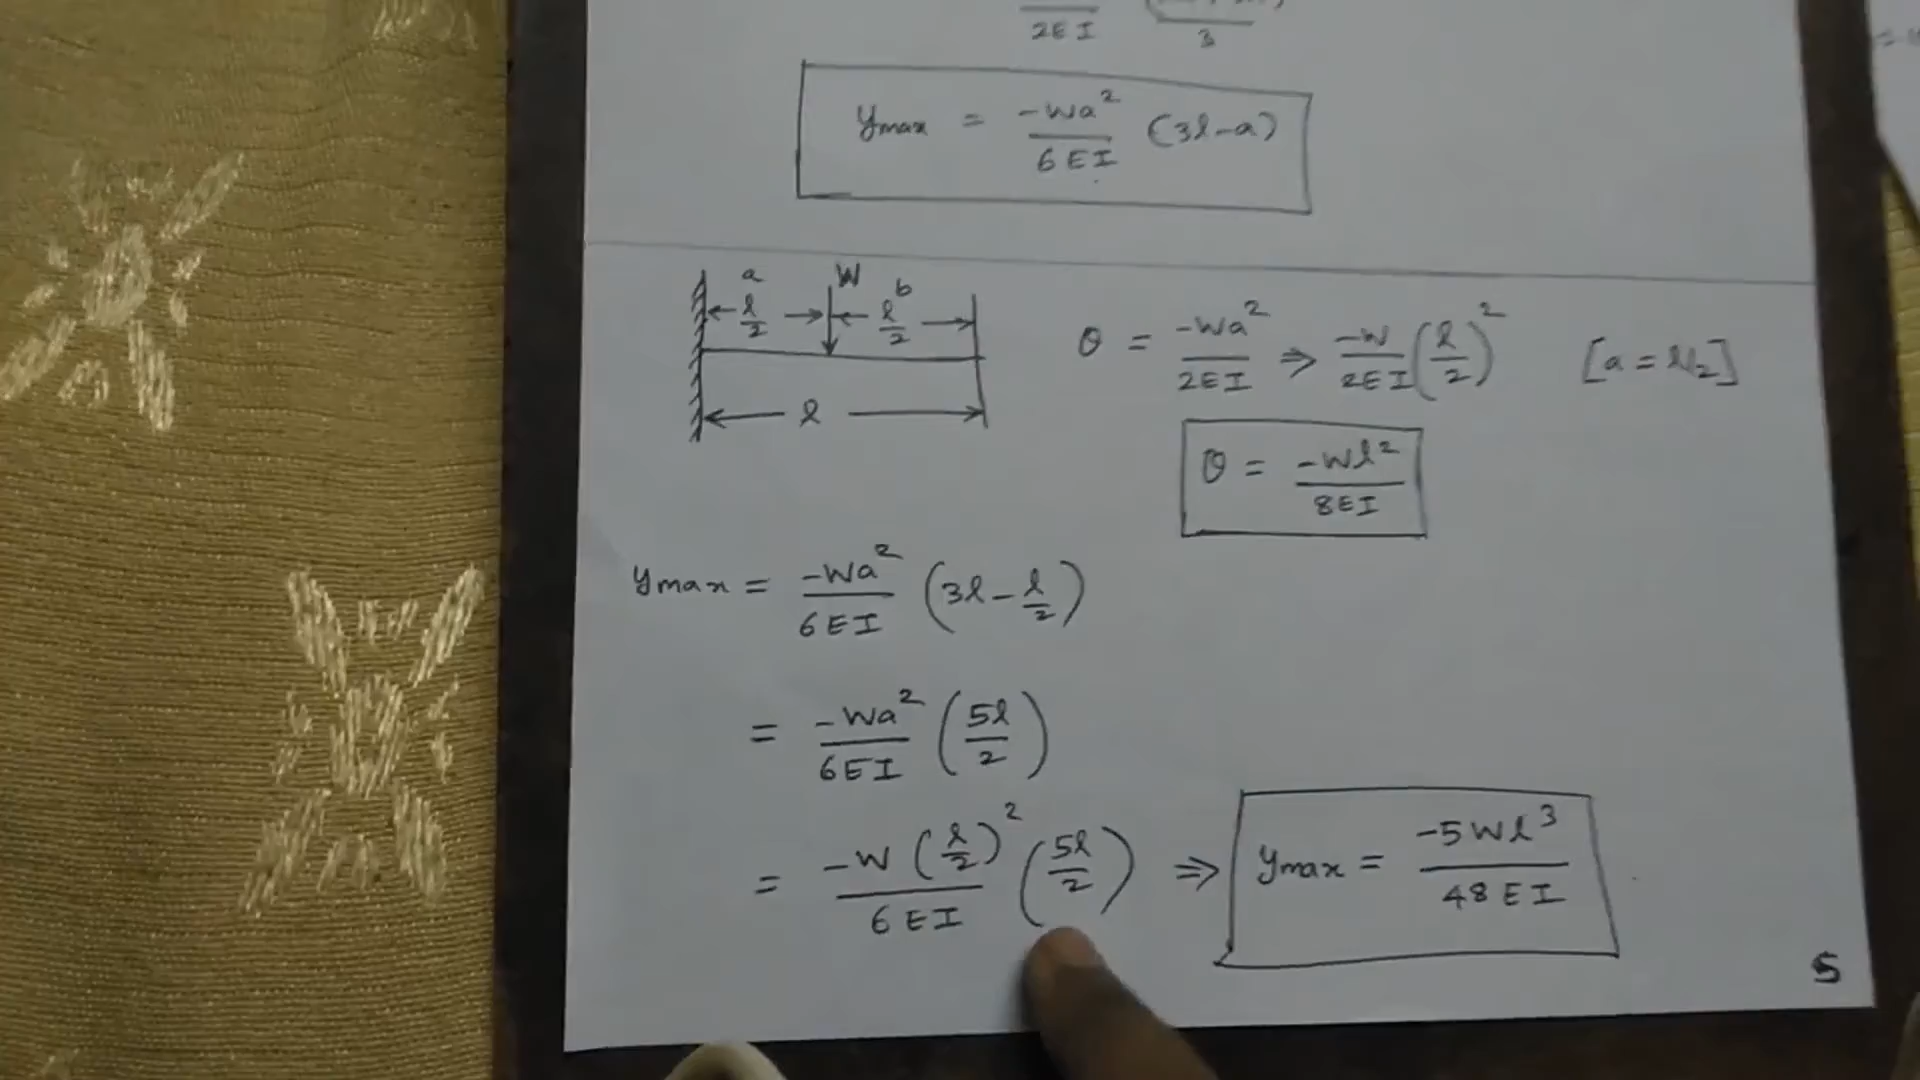 2EI 3
ymax = -Wa²/6EI (3l-a)
a W b
l/2 l/2
l
θ = -Wa²/2EI ⇒ -W/2EI (l/2)² [a = l/2]
θ = -Wl²/8EI
ymax = -Wa²/6EI (3l - l/2)
= -Wa²/6EI (5l/2)
= -W(l/2)²/6EI (5l/2) ⇒ ymax = -5Wl³/48EI
5